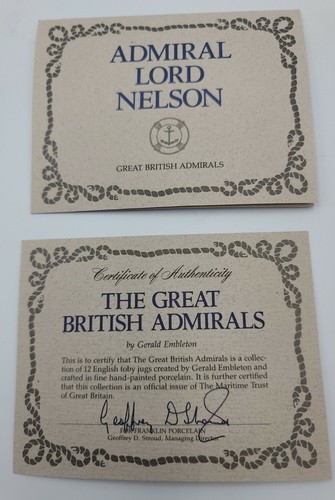 ADMIRAL
LORD
NELSON
GREAT BRITISH ADMIRALS
Certificate of Authenticity
THE GREAT
BRITISH ADMIRALS
by Gerald Embleton
This is to certify that The Great British Admirals is a collec-
tion of 12 English toby jugs created by Gerald Embleton and
crafted in fine hand-painted porcelain. It is further certified
that this collection is an official issue of The Maritime Trust
of Great Britain.
Geoffrey D Stroud
FRANKLIN PORCELAIN
Geoffrey D. Stroud, Managing Director